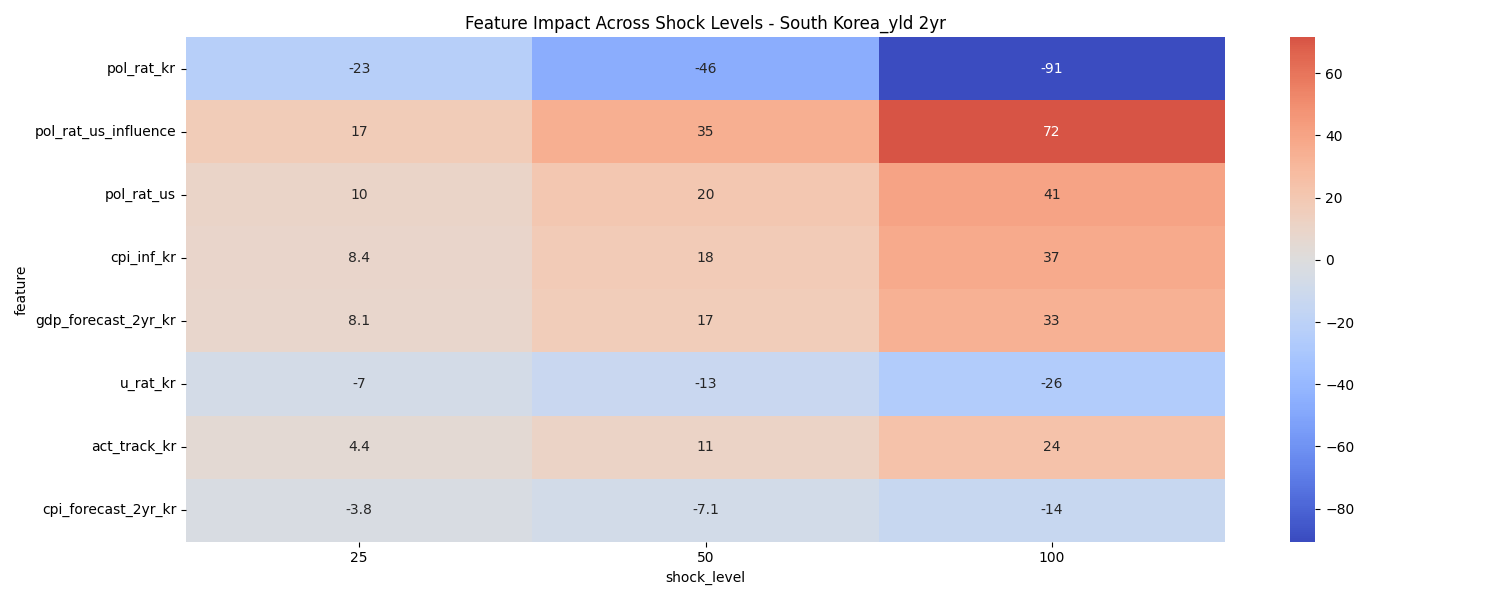 Feature Impact Across Shock Levels - South Korea_yld 2yr
feature
pol_rat_kr -23 -46 -91
pol_rat_us_influence 17 35 72
pol_rat_us 10 20 41
cpi_inf_kr 8.4 18 37
gdp_forecast_2yr_kr 8.1 17 33
u_rat_kr -7 -13 -26
act_track_kr 4.4 11 24
cpi_forecast_2yr_kr -3.8 -7.1 -14
25 50 100
shock_level
60
40
20
0
−20
−40
−60
−80